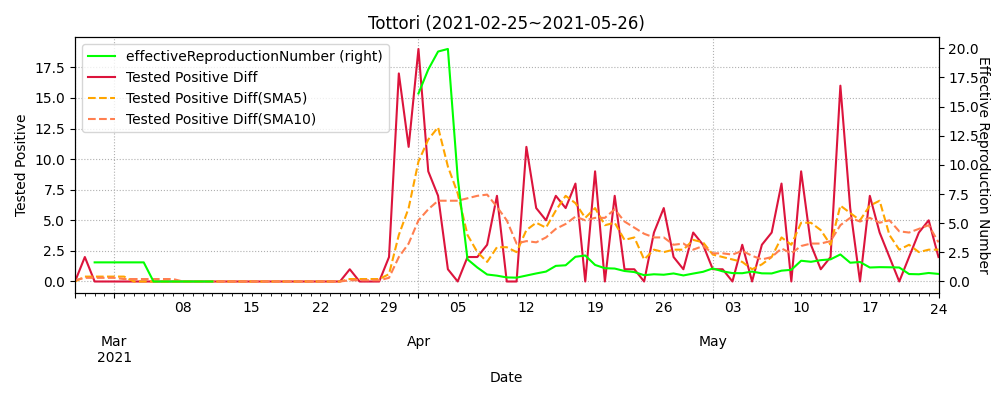 Tottori (2021-02-25~2021-05-26)
effectiveReproductionNumber (right)
Tested Positive Diff
Tested Positive Diff(SMA5)
Tested Positive Diff(SMA10)
Tested Positive
17.5
15.0
12.5
10.0
7.5
5.0
2.5
0.0
Effective Reproduction Number
20.0
17.5
15.0
12.5
10.0
7.5
5.0
2.5
0.0
08 15 22 29 05 12 19 26 03 10 17 24
Mar Apr May
2021
Date